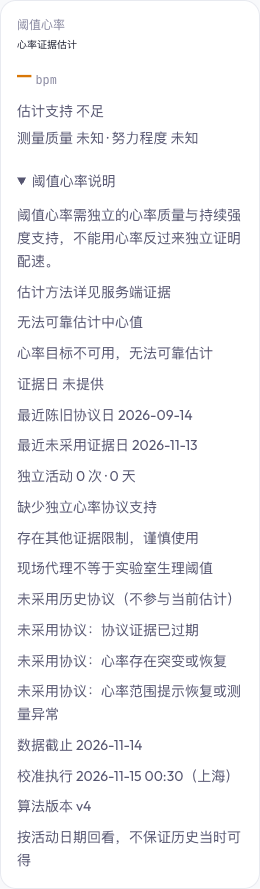 阈值心率
心率证据估计
— bpm
估计支持 不足
测量质量 未知·努力程度 未知
▼ 阈值心率说明
阈值心率需独立的心率质量与持续强
度支持，不能用心率反过来独立证明
配速。
估计方法详见服务端证据
无法可靠估计中心值
心率目标不可用，无法可靠估计
证据日 未提供
最近陈旧协议日 2026-09-14
最近未采用证据日 2026-11-13
独立活动 0 次·0 天
缺少独立心率协议支持
存在其他证据限制，谨慎使用
现场代理不等于实验室生理阈值
未采用历史协议（不参与当前估计）
未采用协议：协议证据已过期
未采用协议：心率存在突变或恢复
未采用协议：心率范围提示恢复或测
量异常
数据截止 2026-11-14
校准执行 2026-11-15 00:30（上海）
算法版本 v4
按活动日期回看，不保证历史当时可
得